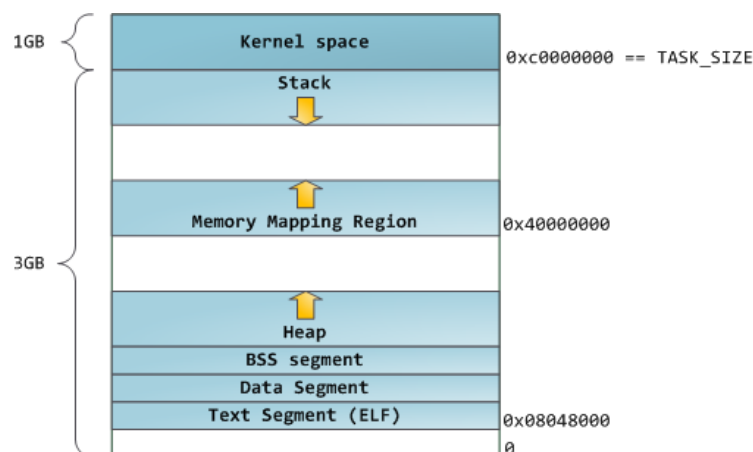 1GB
Kernel space
0xc0000000 == TASK_SIZE
Stack
Memory Mapping Region
0x40000000
3GB
Heap
BSS segment
Data Segment
Text Segment (ELF)
0x08048000
0